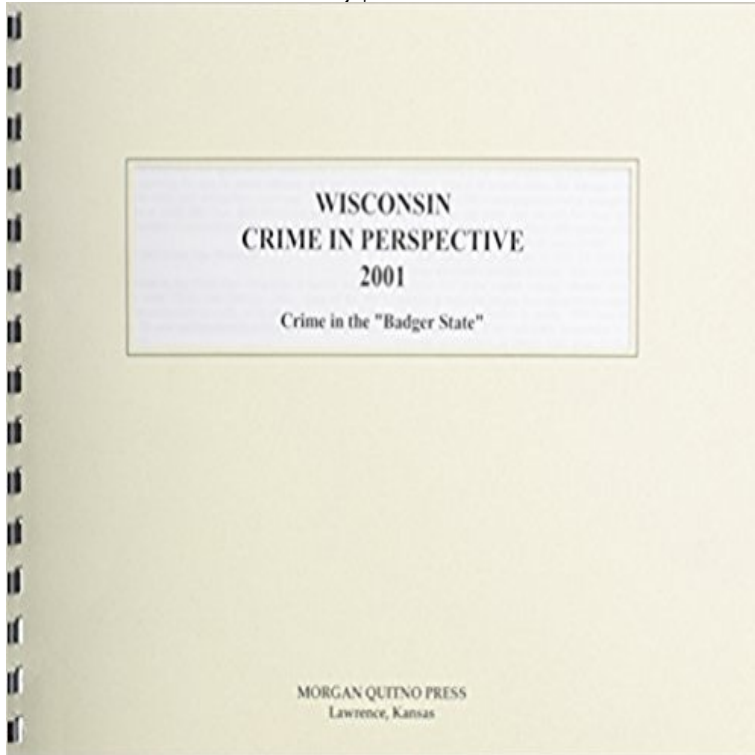 WISCONSIN
CRIME IN PERSPECTIVE
2001
Crime in the "Badger State"
MORGAN QUITNO PRESS
Lawrence, Kansas